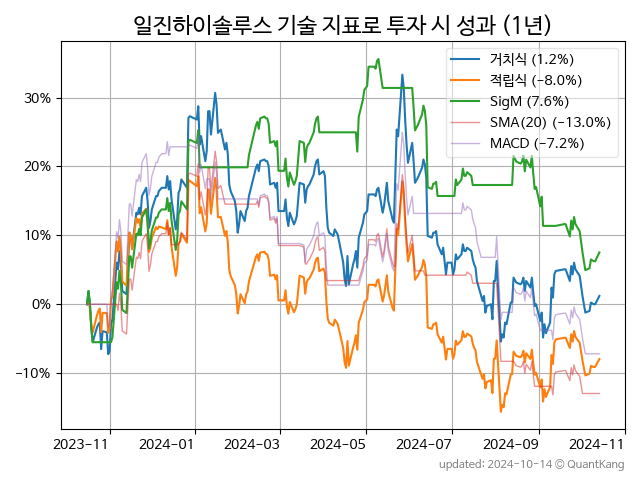 일진하이솔루스 기술 지표로 투자 시 성과 (1년)
거치식 (1.2%)
적립식 (−8.0%)
SigM (7.6%)
SMA(20) (−13.0%)
MACD (−7.2%)
30%
20%
10%
0%
−10%
2023-11 2024-01 2024-03 2024-05 2024-07 2024-09 2024-11
updated: 2024-10-14 © QuantKang